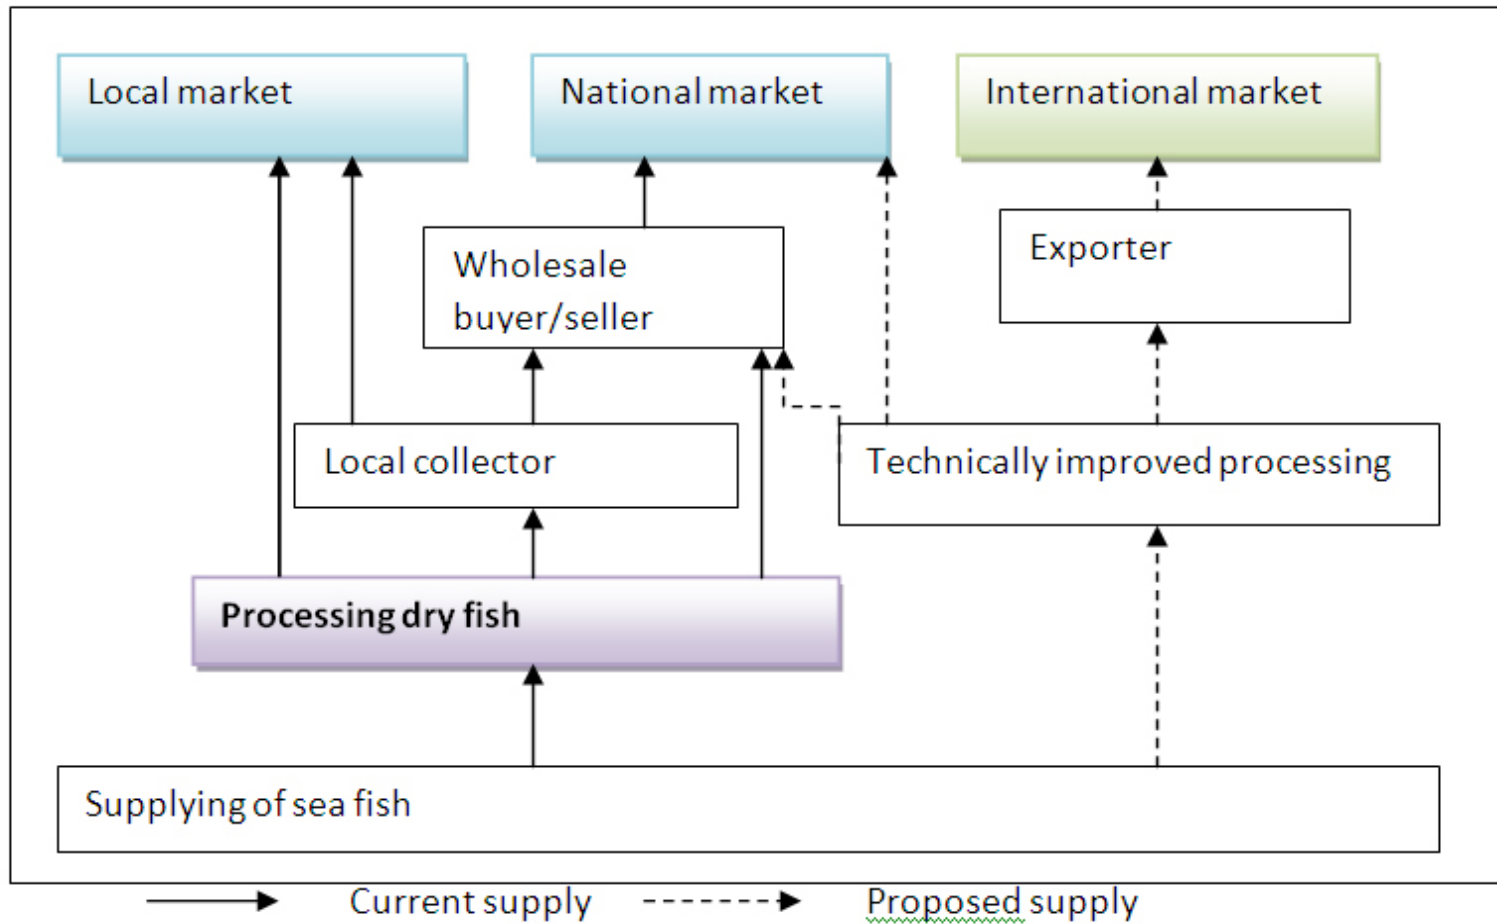 Local market
National market
International market
Wholesale
buyer/seller
Exporter
Local collector
Technically improved processing
Processing dry fish
Supplying of sea fish
Current supply
Proposed supply